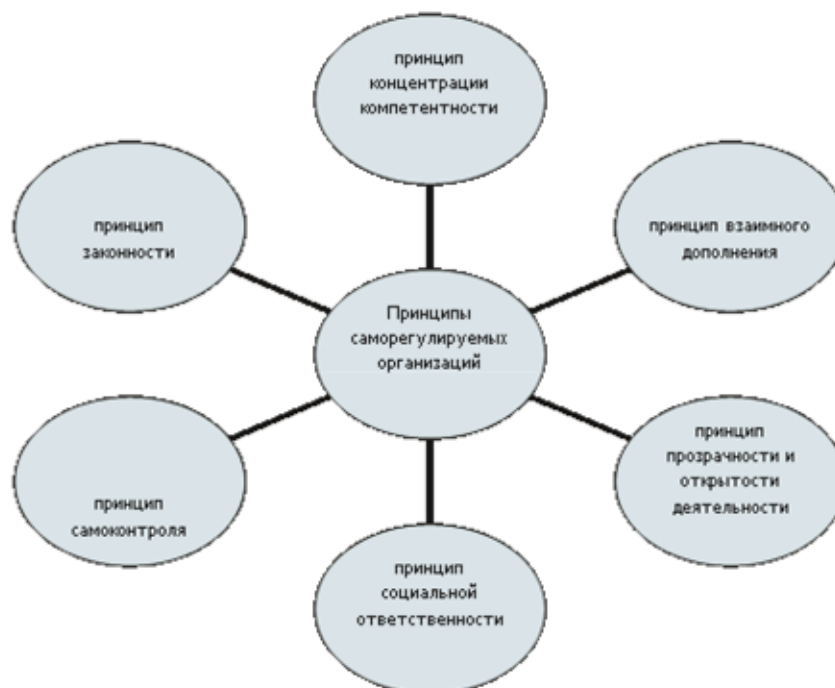 принцип
концентрации
компетентности
принцип
законности
принцип взаимного
дополнения
Принципы
саморегулируемых
организаций
принцип
самоконтроля
принцип
прозрачности и
открытости
деятельности
принцип
социальной
ответственности